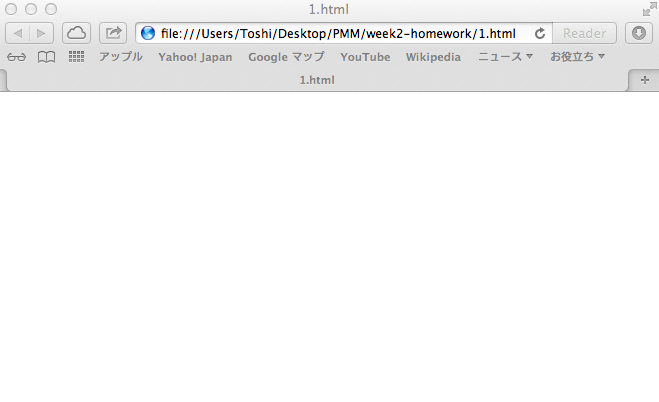 1.html
file:///Users/Toshi/Desktop/PMM/week2-homework/1.html Reader
アップル Yahoo! Japan Google マップ YouTube Wikipedia ニュース お役立ち
1.html